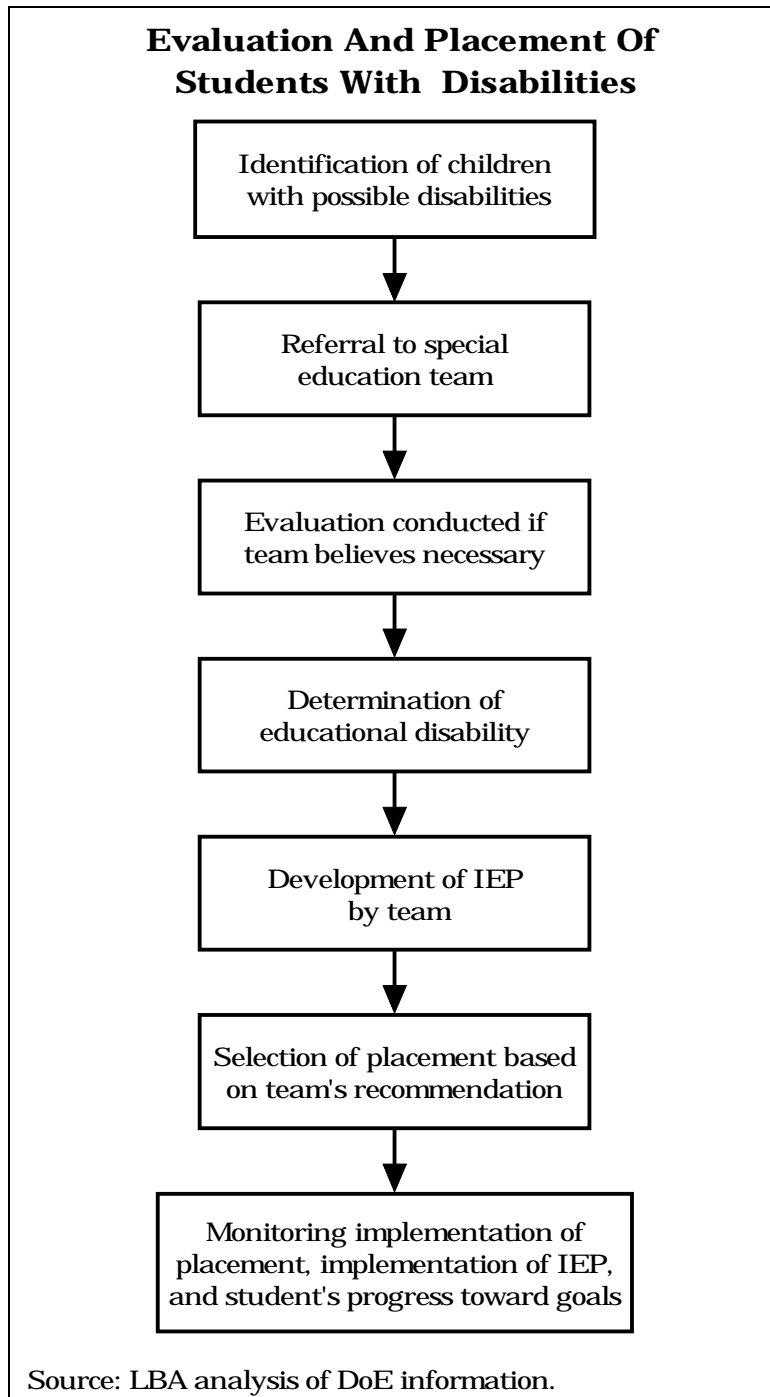 Evaluation And Placement Of
Students With Disabilities
Identification of children
with possible disabilities
Referral to special
education team
Evaluation conducted if
team believes necessary
Determination of
educational disability
Development of IEP
by team
Selection of placement based
on team's recommendation
Monitoring implementation of
placement, implementation of IEP,
and student's progress toward goals
Source: LBA analysis of DoE information.